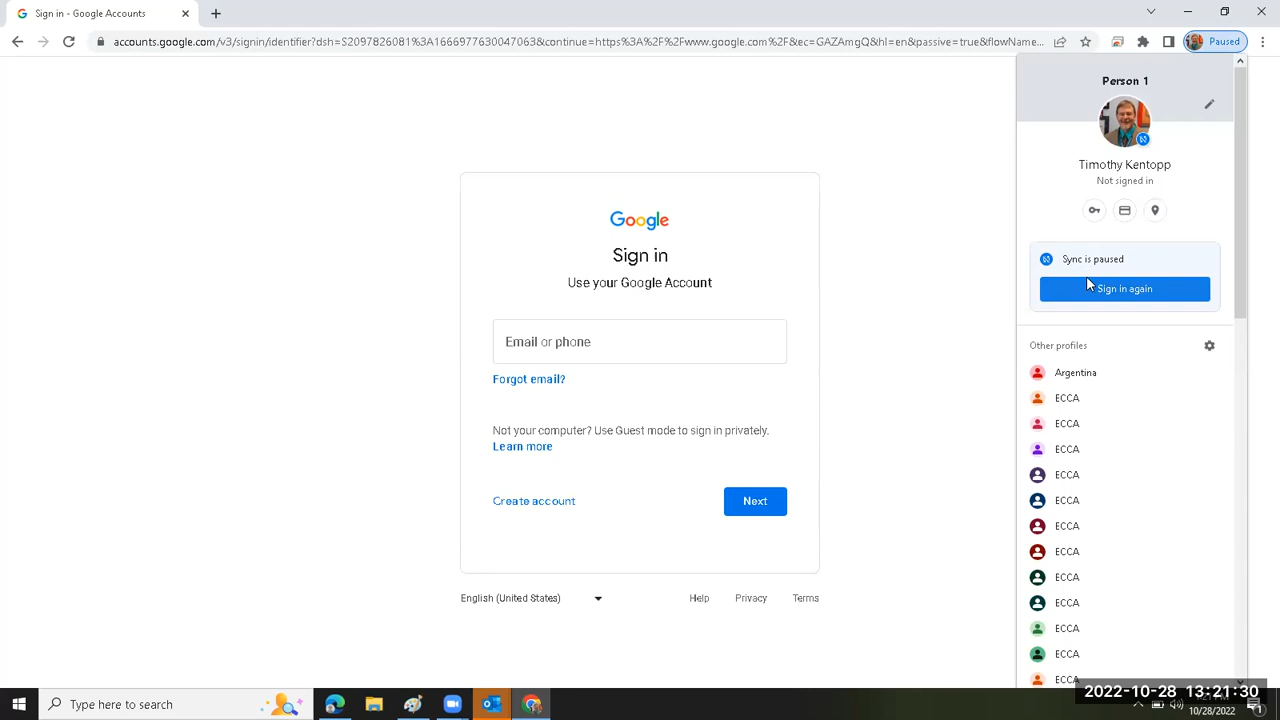 Sign in - Google Accounts
accounts.google.com/v3/signin/identifier?dsh=S2097826081%3A1666977630047063&continue=https%3A%2F%2Fwww.google.com%2F&ec=GAZAmgQ&hl=en&passive=true&flowName...
Paused
Person 1
Timothy Kentopp
Not signed in
Sync is paused
Sign in again
Other profiles
Argentina
ECCA
ECCA
ECCA
ECCA
ECCA
ECCA
ECCA
ECCA
ECCA
ECCA
ECCA
ECCA
Google
Sign in
Use your Google Account
Email or phone
Forgot email?
Not your computer? Use Guest mode to sign in privately.
Learn more
Create account
Next
English (United States)
Help
Privacy
Terms
Type here to search
2022-10-28 13:21:30
10/28/2022